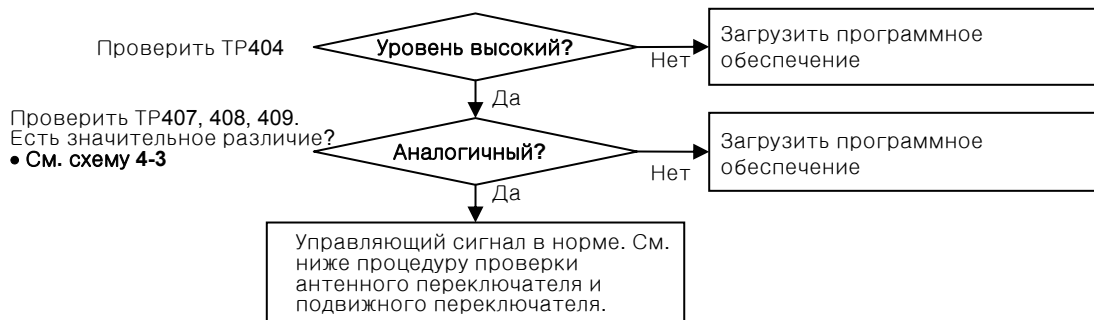 Проверить TP404
Уровень высокий?
Нет
Загрузить программное
обеспечение
Да
Проверить TP407, 408, 409.
Есть значительное различие?
• См. схему 4-3
Аналогичный?
Нет
Загрузить программное
обеспечение
Да
Управляющий сигнал в норме. См.
ниже процедуру проверки
антенного переключателя и
подвижного переключателя.